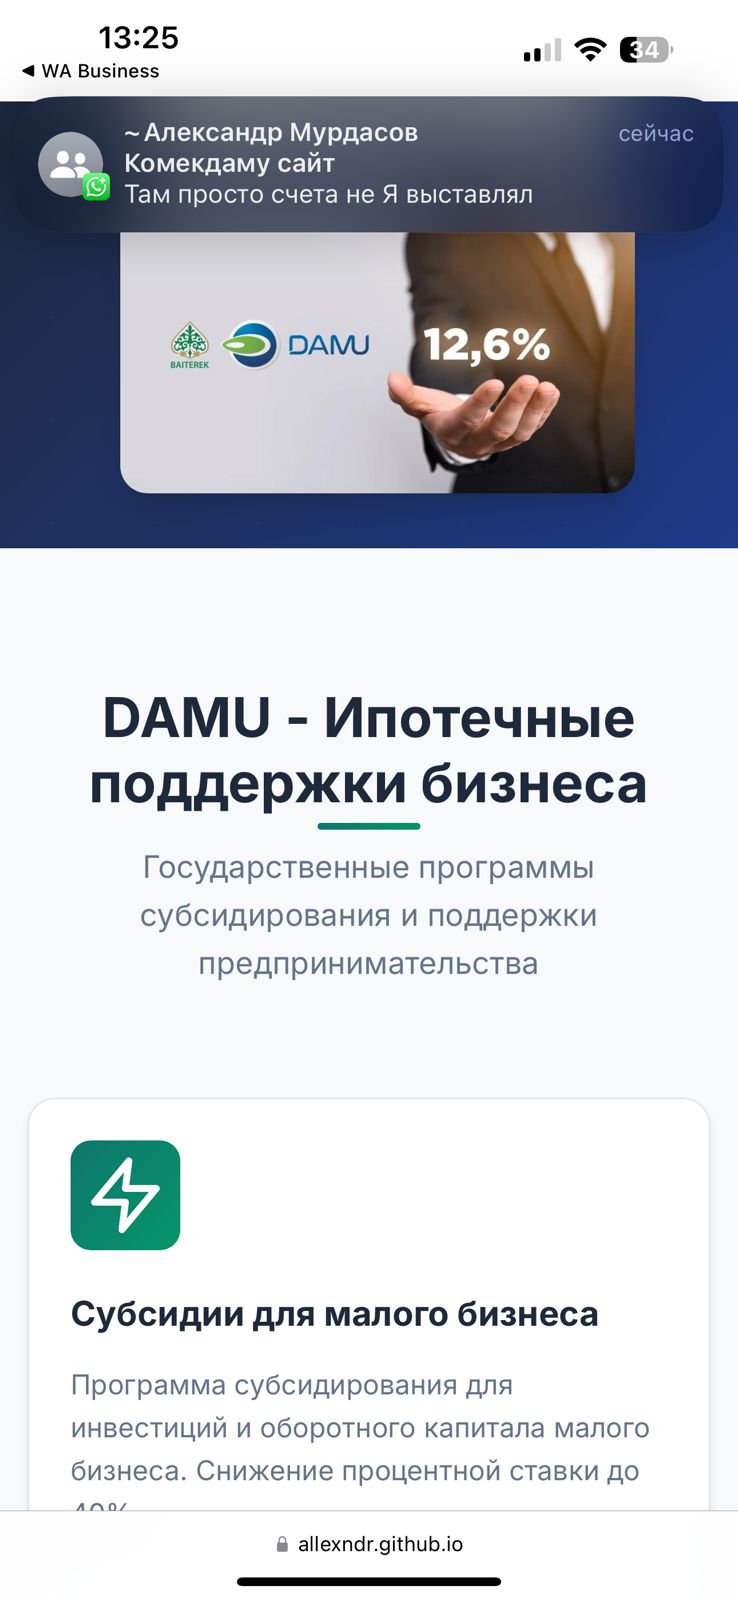 13:25
34
◀ WA Business
~Александр Мурдасов
сейчас
Комекдаму сайт
Там просто счета не Я выставлял
BAITEREK
DAMU
12,6%
DAMU - Ипотечные
поддержки бизнеса
Государственные программы
субсидирования и поддержки
предпринимательства
Субсидии для малого бизнеса
Программа субсидирования для
инвестиций и оборотного капитала малого
бизнеса. Снижение процентной ставки до
allexndr.github.io